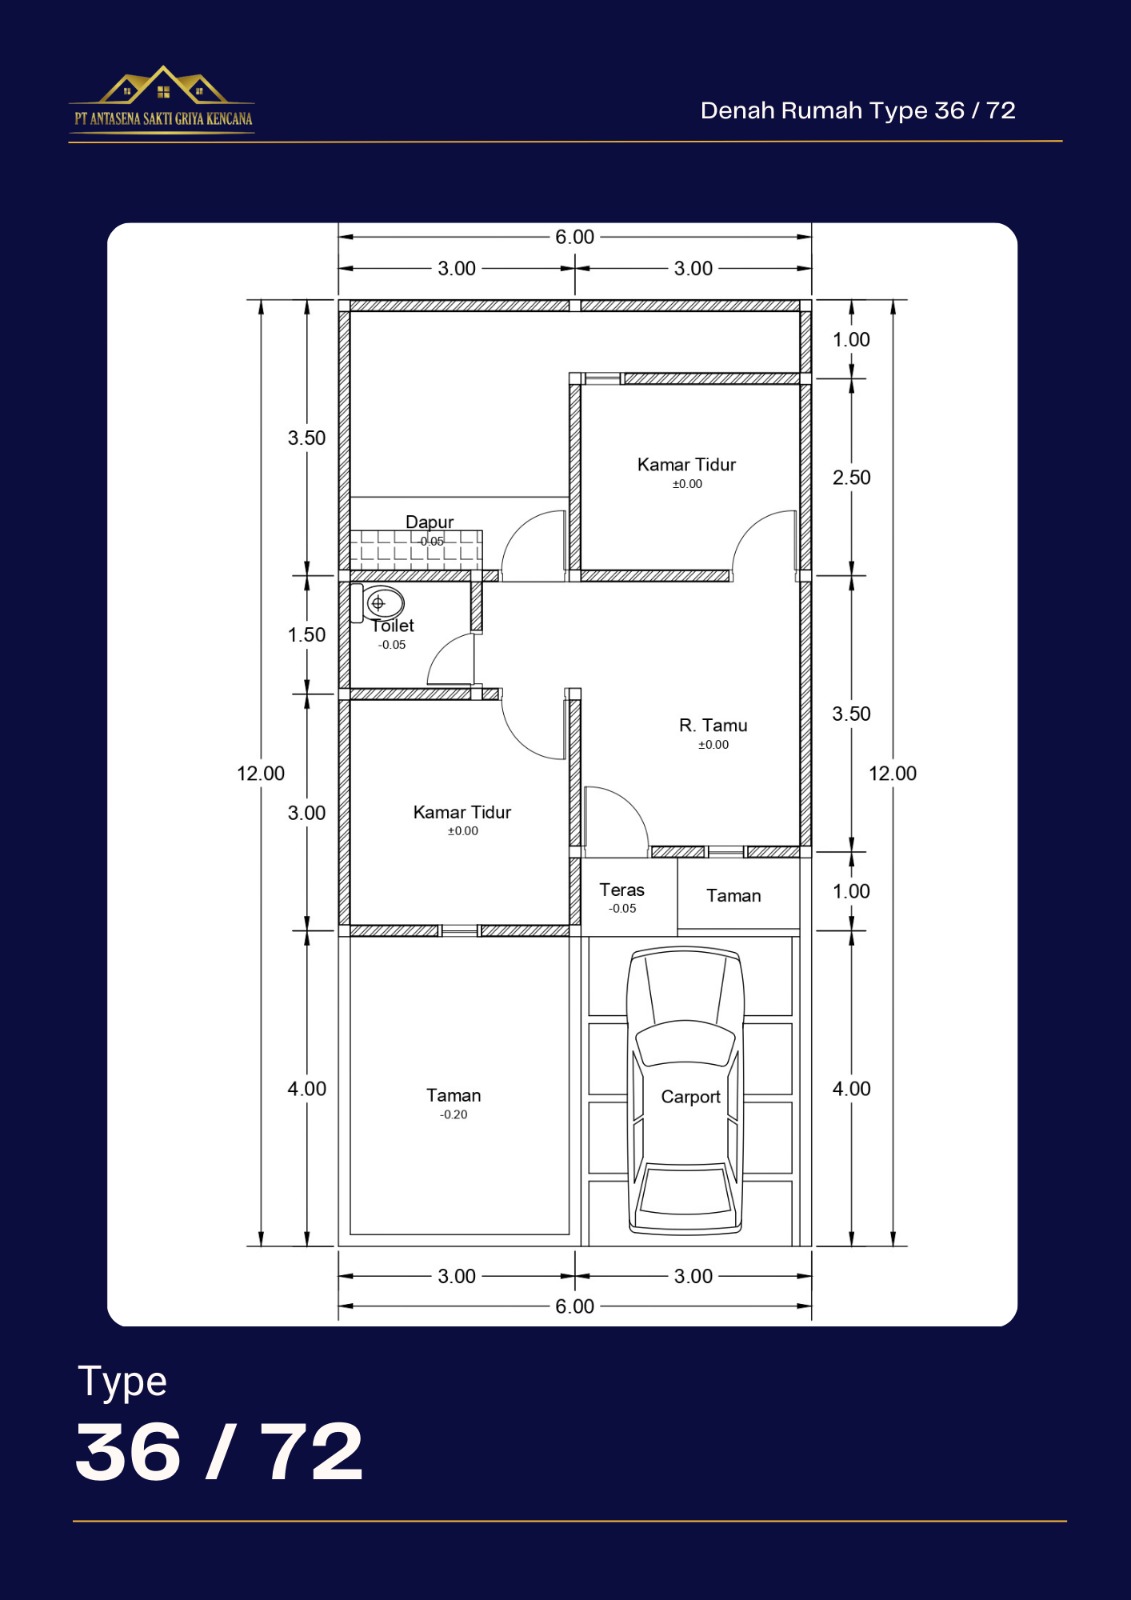 PT ANTASENA SAKTI GRIYA KENCANA
Denah Rumah Type 36 / 72
6.00
3.00
3.00
1.00
3.50
Kamar Tidur
±0.00
2.50
Dapur
-0.05
Toilet
-0.05
1.50
R. Tamu
±0.00
3.50
12.00
12.00
Kamar Tidur
±0.00
3.00
Teras
-0.05
Taman
1.00
Taman
-0.20
4.00
Carport
4.00
3.00
3.00
6.00
Type
36 / 72